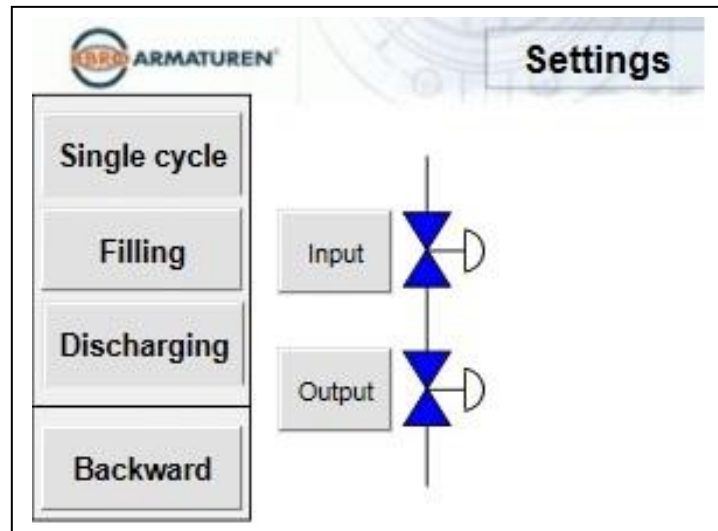 EBRO ARMATUREN®
Settings
Single cycle
Filling
Input
Discharging
Output
Backward